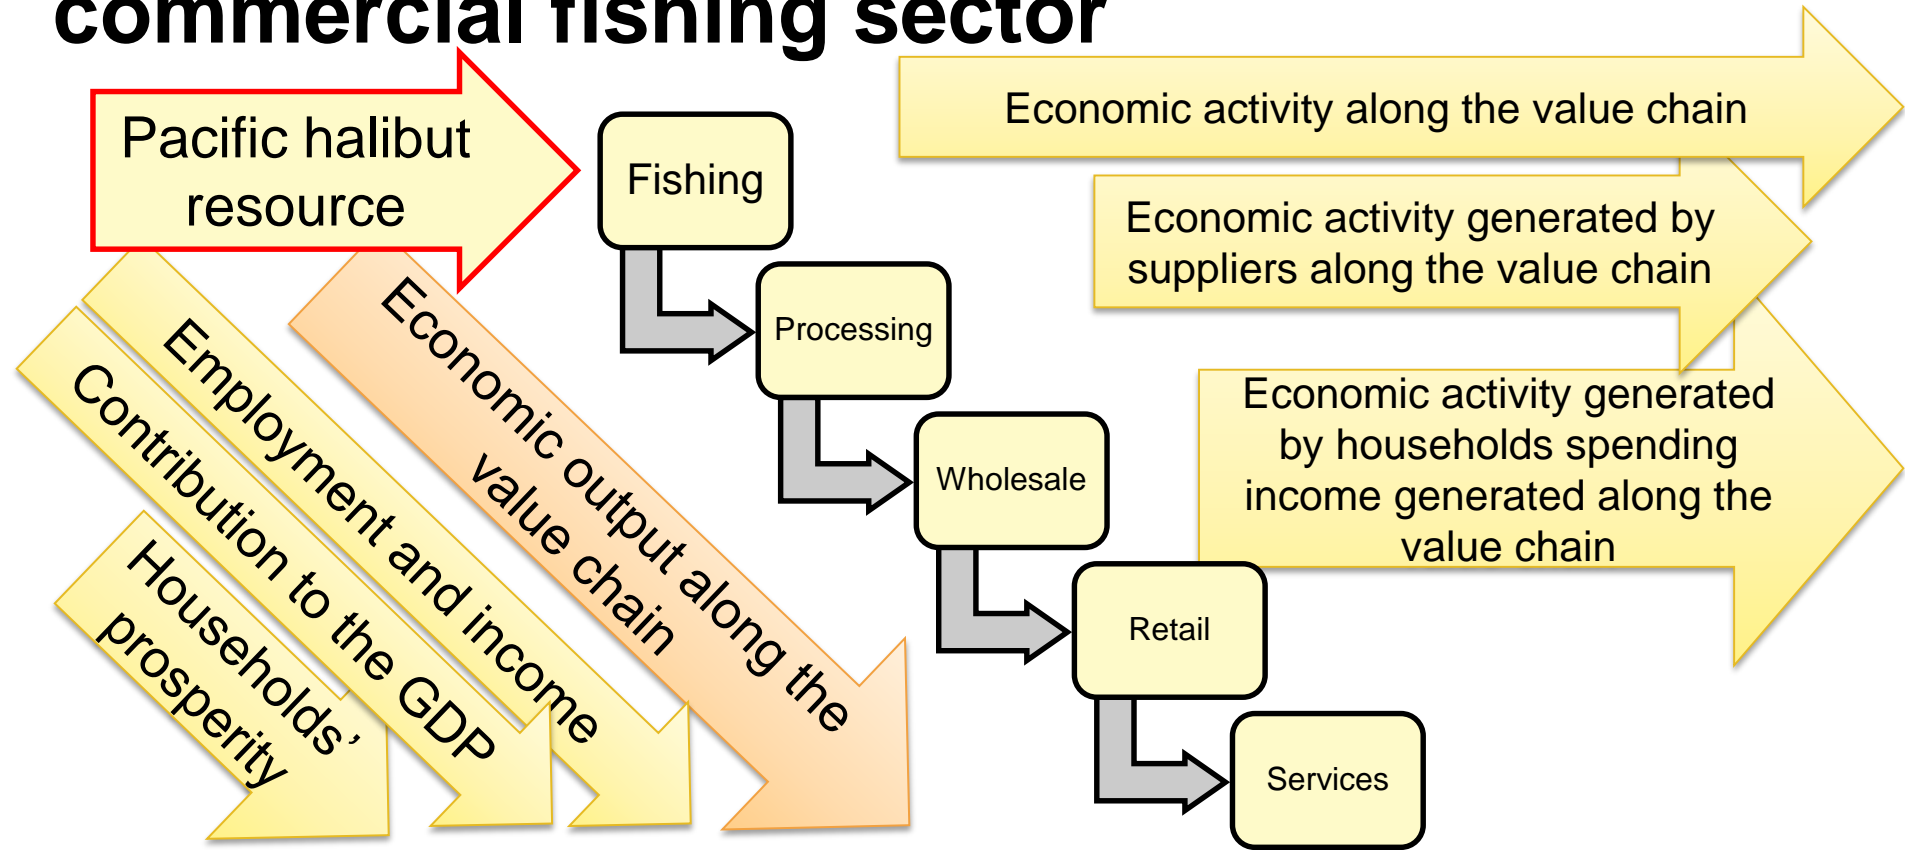 commercial fishing sector
Pacific halibut
resource
Fishing
Processing
Wholesale
Retail
Services
Economic activity along the value chain
Economic activity generated by
suppliers along the value chain
Economic activity generated
by households spending
income generated along the
value chain
Economic output along the
value chain
Employment and income
Contribution to the GDP
Households’
prosperity